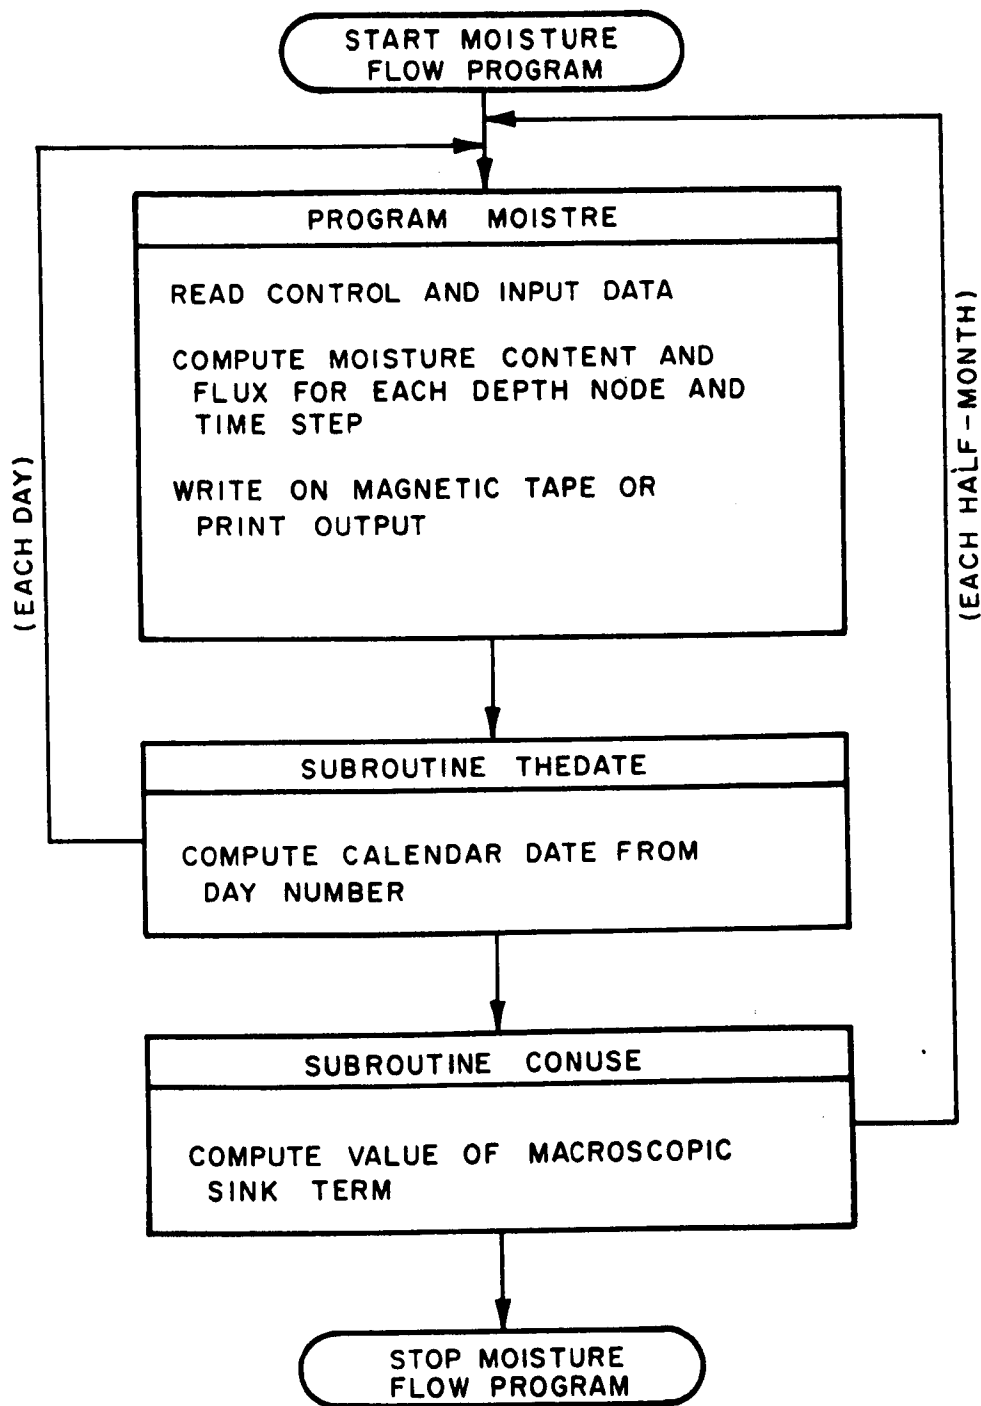 START MOISTURE
FLOW PROGRAM
PROGRAM MOISTRE
READ CONTROL AND INPUT DATA
COMPUTE MOISTURE CONTENT AND
FLUX FOR EACH DEPTH NODE AND
TIME STEP
WRITE ON MAGNETIC TAPE OR
PRINT OUTPUT
(EACH DAY)
(EACH HALF-MONTH)
SUBROUTINE THEDATE
COMPUTE CALENDAR DATE FROM
DAY NUMBER
SUBROUTINE CONUSE
COMPUTE VALUE OF MACROSCOPIC
SINK TERM
STOP MOISTURE
FLOW PROGRAM